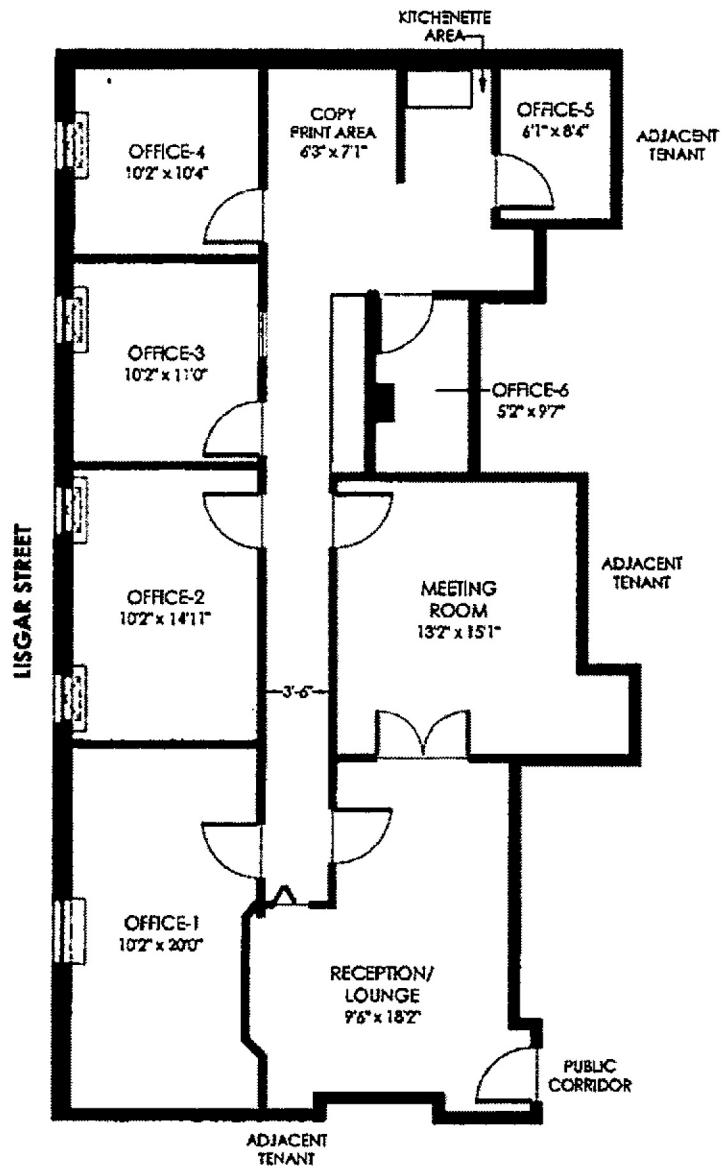 KITCHENETTE
AREA
COPY
PRINT AREA
6'3" x 7'1"
OFFICE-5
6'1" x 8'4"
ADJACENT
TENANT
OFFICE-4
10'2" x 10'4"
OFFICE-3
10'2" x 11'0"
OFFICE-6
5'2" x 9'7"
LISGAR STREET
OFFICE-2
10'2" x 14'11"
MEETING
ROOM
13'2" x 15'1"
ADJACENT
TENANT
3'-6"
OFFICE-1
10'2" x 20'0"
RECEPTION/
LOUNGE
9'6" x 18'2"
PUBLIC
CORRIDOR
ADJACENT
TENANT